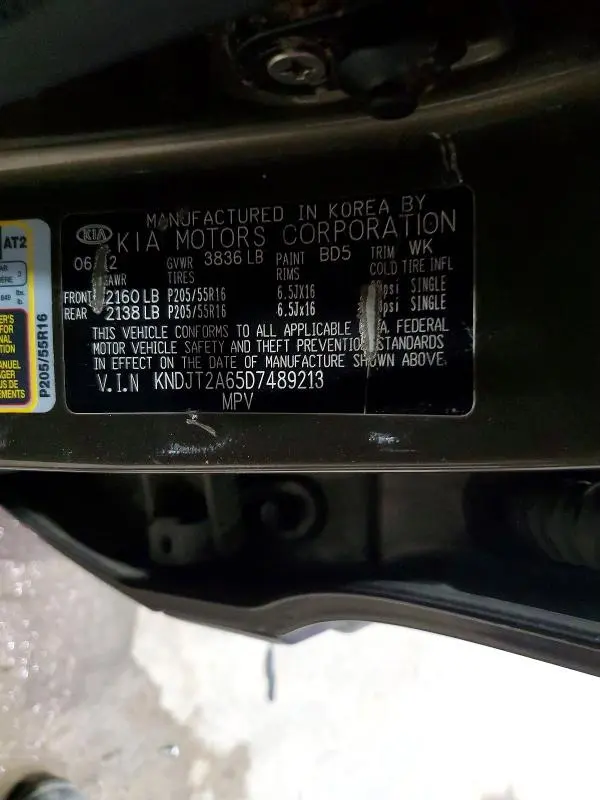 KIA MANUFACTURED IN KOREA BY
KIA MOTORS CORPORATION
GVWR 3836 LB PAINT BD5 TRIM WK
TIRES RIMS COLD TIRE INFL
FRONT 2160 LB P205/55R16 6.5JX16 SINGLE
REAR 2138 LB P205/55R16 6.5Jx16 psi SINGLE
THIS VEHICLE CONFORMS TO ALL APPLICABLE FEDERAL
MOTOR VEHICLE SAFETY AND THEFT PREVENTION STANDARDS
IN EFFECT ON THE DATE OF MANUFACTURE SHOWN ABOVE.
V.I.N KNDJT2A65D7489213
MPV
AT2
P205/55R16